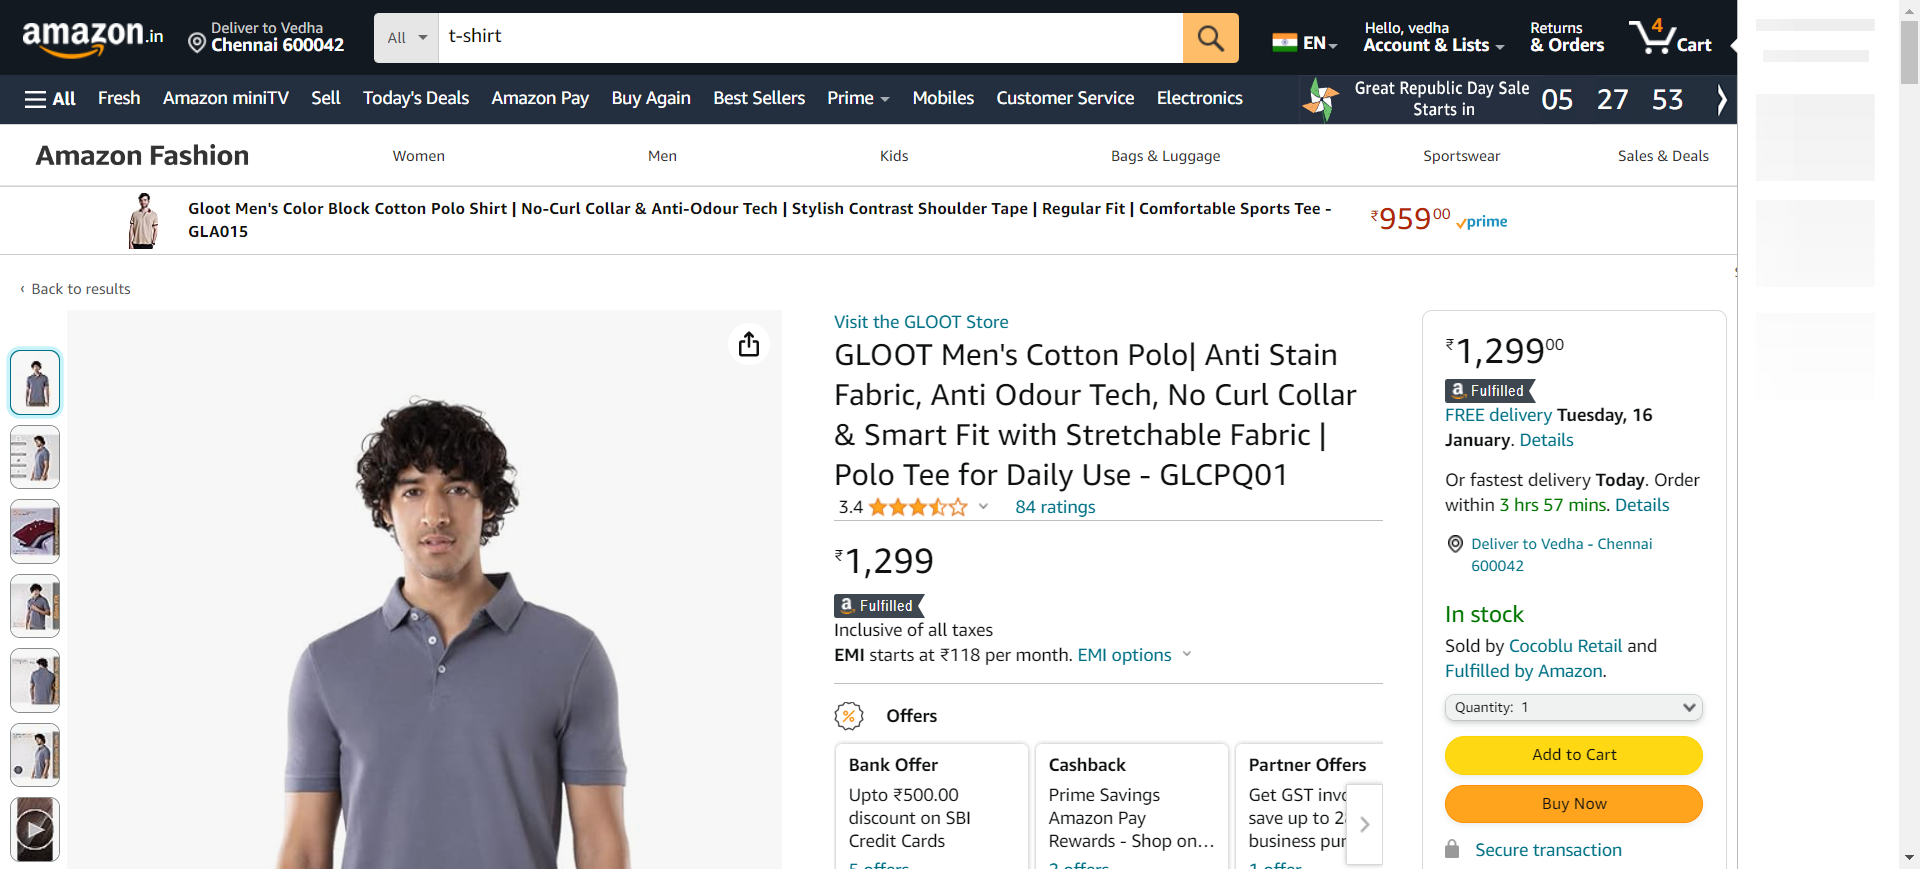 amazon.in
Deliver to Vedha
Chennai 600042
All
t-shirt
EN
Hello, vedha
Account & Lists
Returns
& Orders
4
Cart
All
Fresh
Amazon miniTV
Sell
Today's Deals
Amazon Pay
Buy Again
Best Sellers
Prime
Mobiles
Customer Service
Electronics
Great Republic Day Sale
Starts in
05 27 53
Amazon Fashion
Women
Men
Kids
Bags & Luggage
Sportswear
Sales & Deals
Gloot Men's Color Block Cotton Polo Shirt | No-Curl Collar & Anti-Odour Tech | Stylish Contrast Shoulder Tape | Regular Fit | Comfortable Sports Tee -
GLA015
₹95900 prime
‹ Back to results
Visit the GLOOT Store
GLOOT Men's Cotton Polo| Anti Stain
Fabric, Anti Odour Tech, No Curl Collar
& Smart Fit with Stretchable Fabric |
Polo Tee for Daily Use - GLCPQ01
3.4
84 ratings
₹1,299
a Fulfilled
Inclusive of all taxes
EMI starts at ₹118 per month. EMI options
Offers
Bank Offer
Upto ₹500.00
discount on SBI
Credit Cards
5 offers
Cashback
Prime Savings
Amazon Pay
Rewards - Shop on…
2 offers
Partner Offers
Get GST
save up to
business
1 offer
₹1,29900
a Fulfilled
FREE delivery Tuesday, 16
January. Details
Or fastest delivery Today. Order
within 3 hrs 57 mins. Details
Deliver to Vedha - Chennai
600042
In stock
Sold by Cocoblu Retail and
Fulfilled by Amazon.
Quantity: 1
Add to Cart
Buy Now
Secure transaction